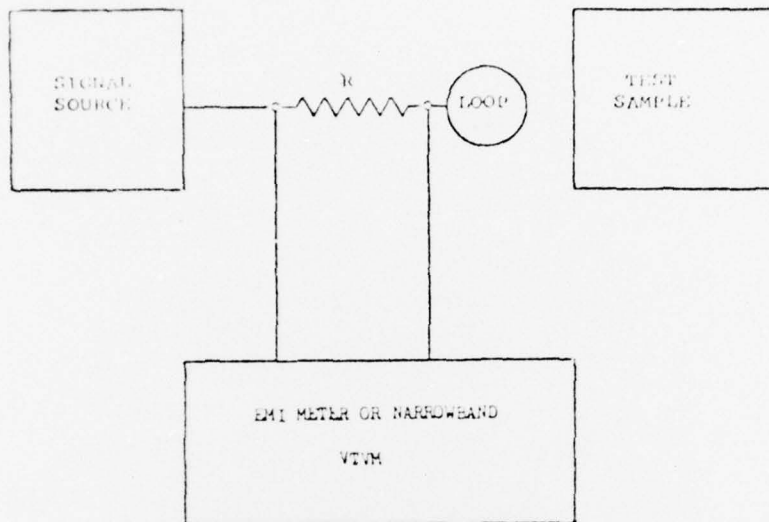 SIGNAL
SOURCE
R
LOOP
TEST
SAMPLE
EMI METER OR NARROWBAND
VTVM